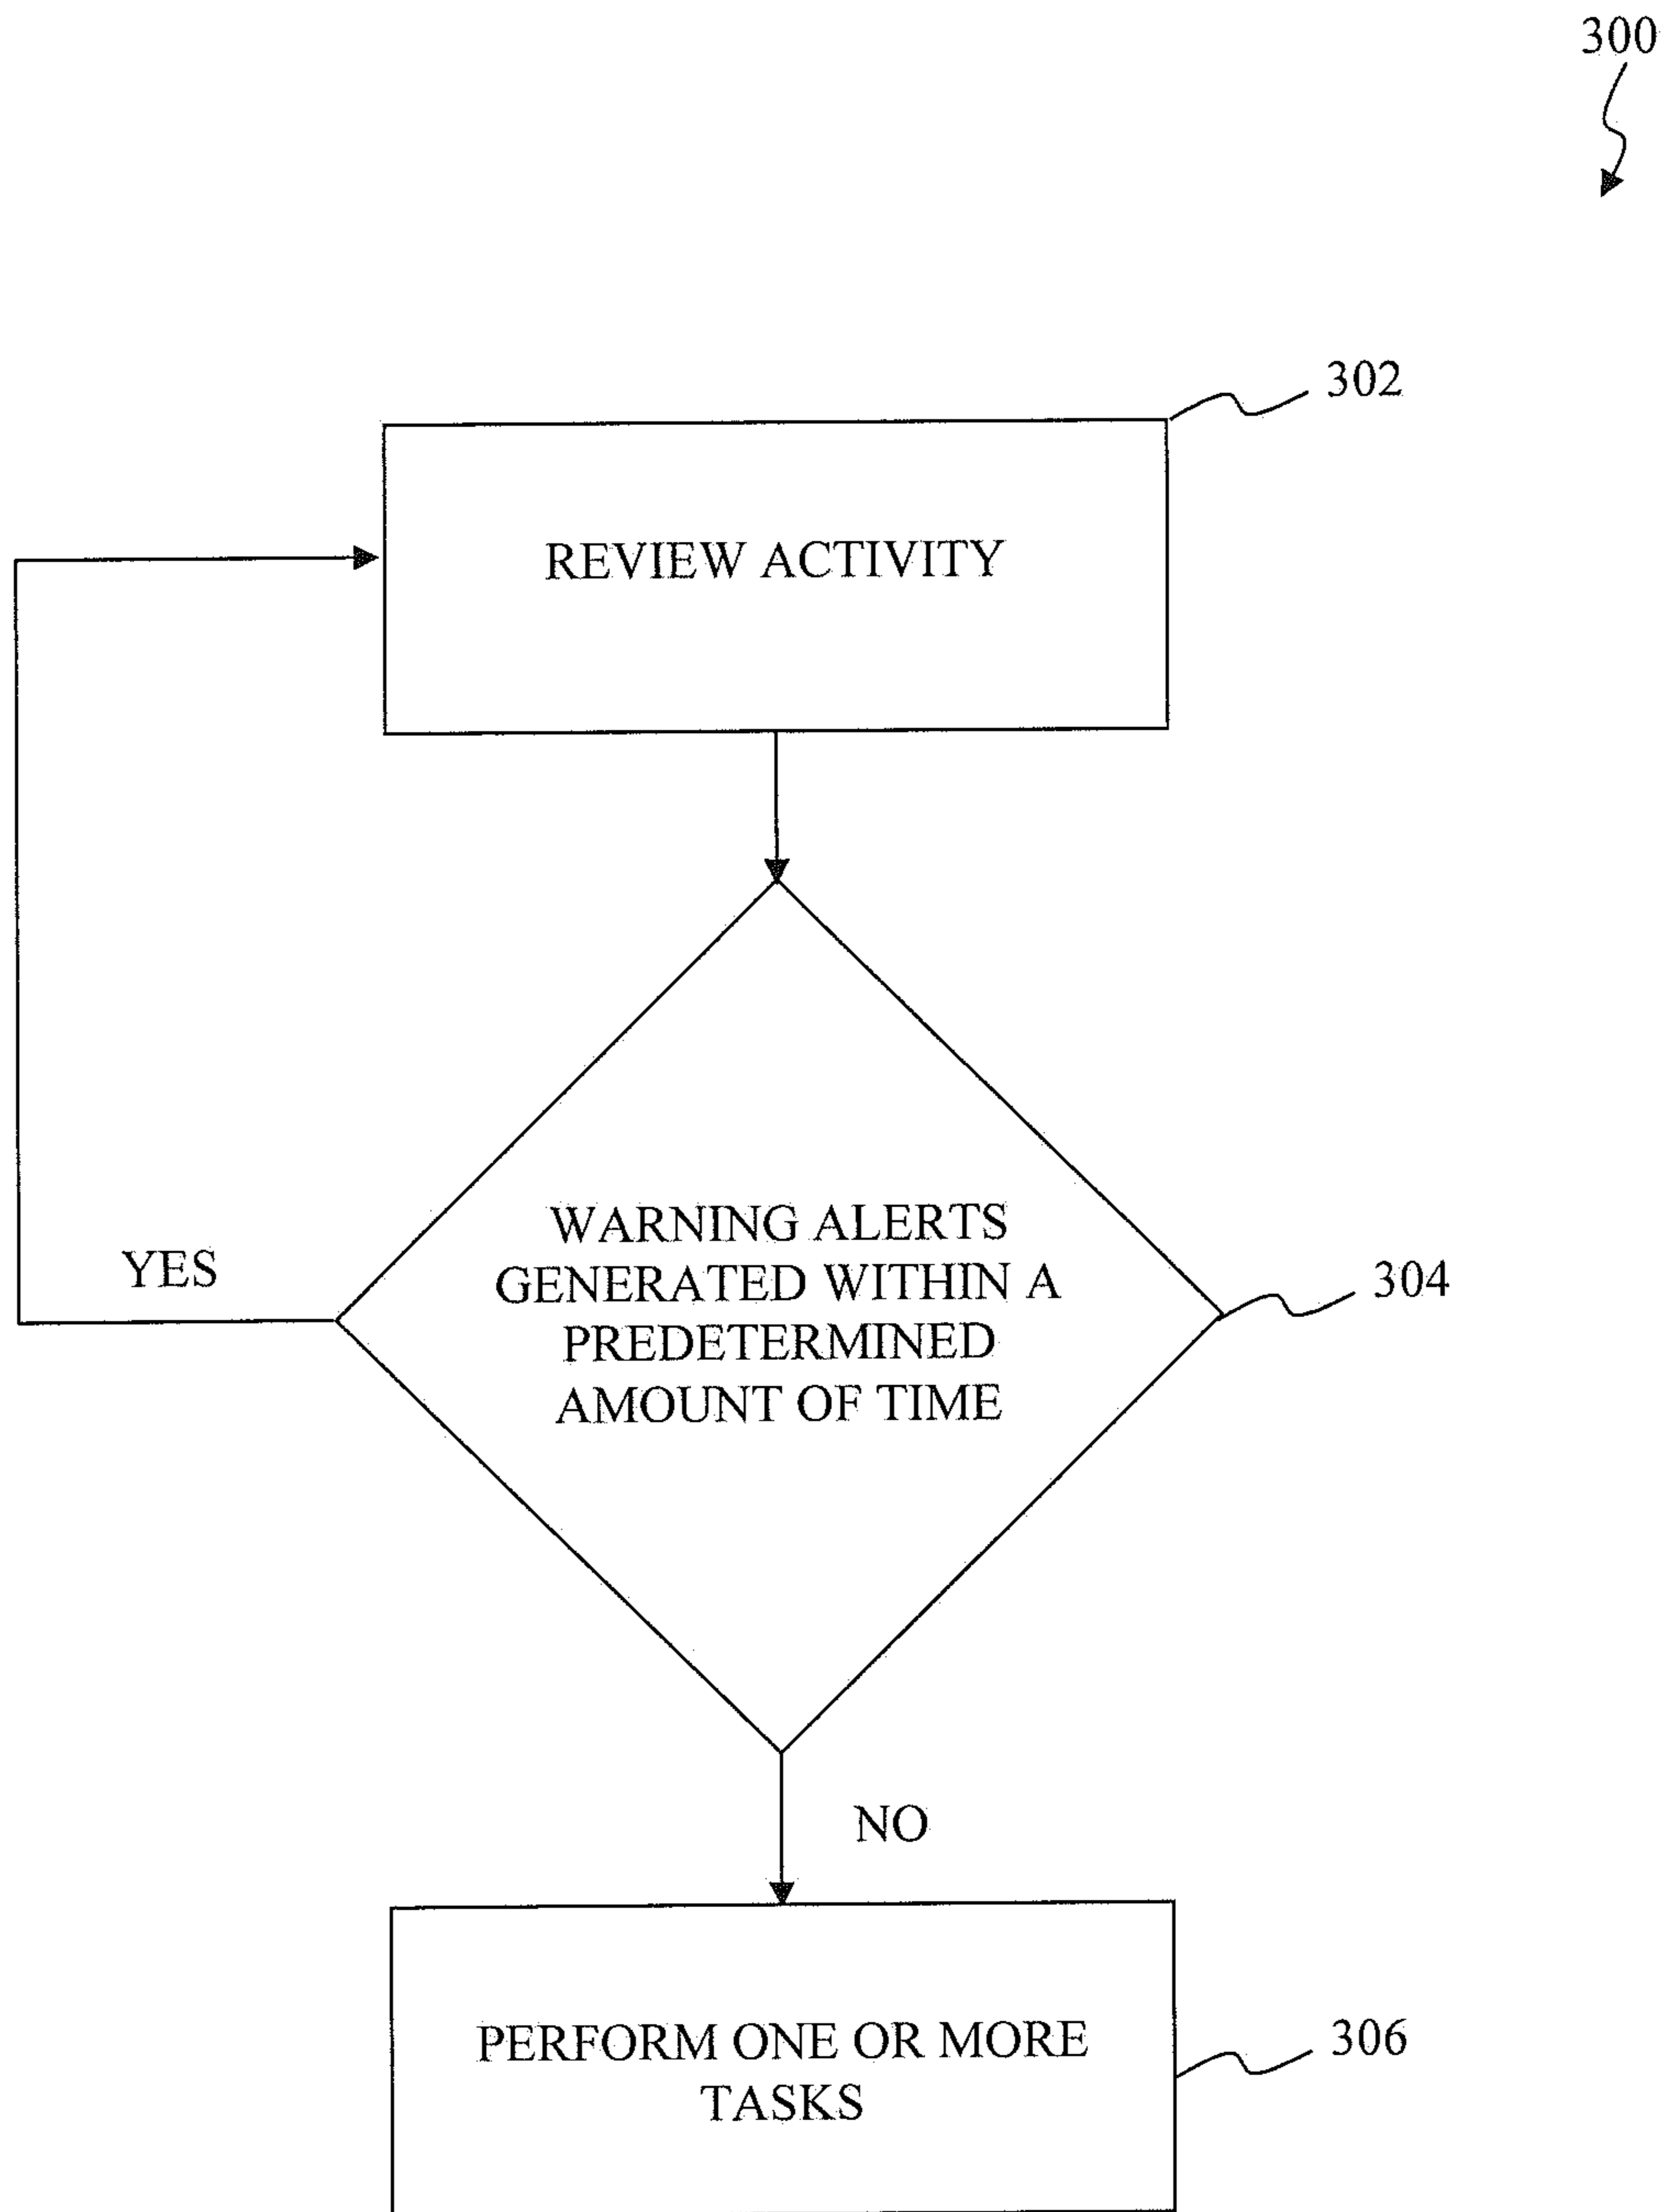 300
302
REVIEW ACTIVITY
WARNING ALERTS
GENERATED WITHIN A
PREDETERMINED
AMOUNT OF TIME
YES
304
NO
PERFORM ONE OR MORE
TASKS
306